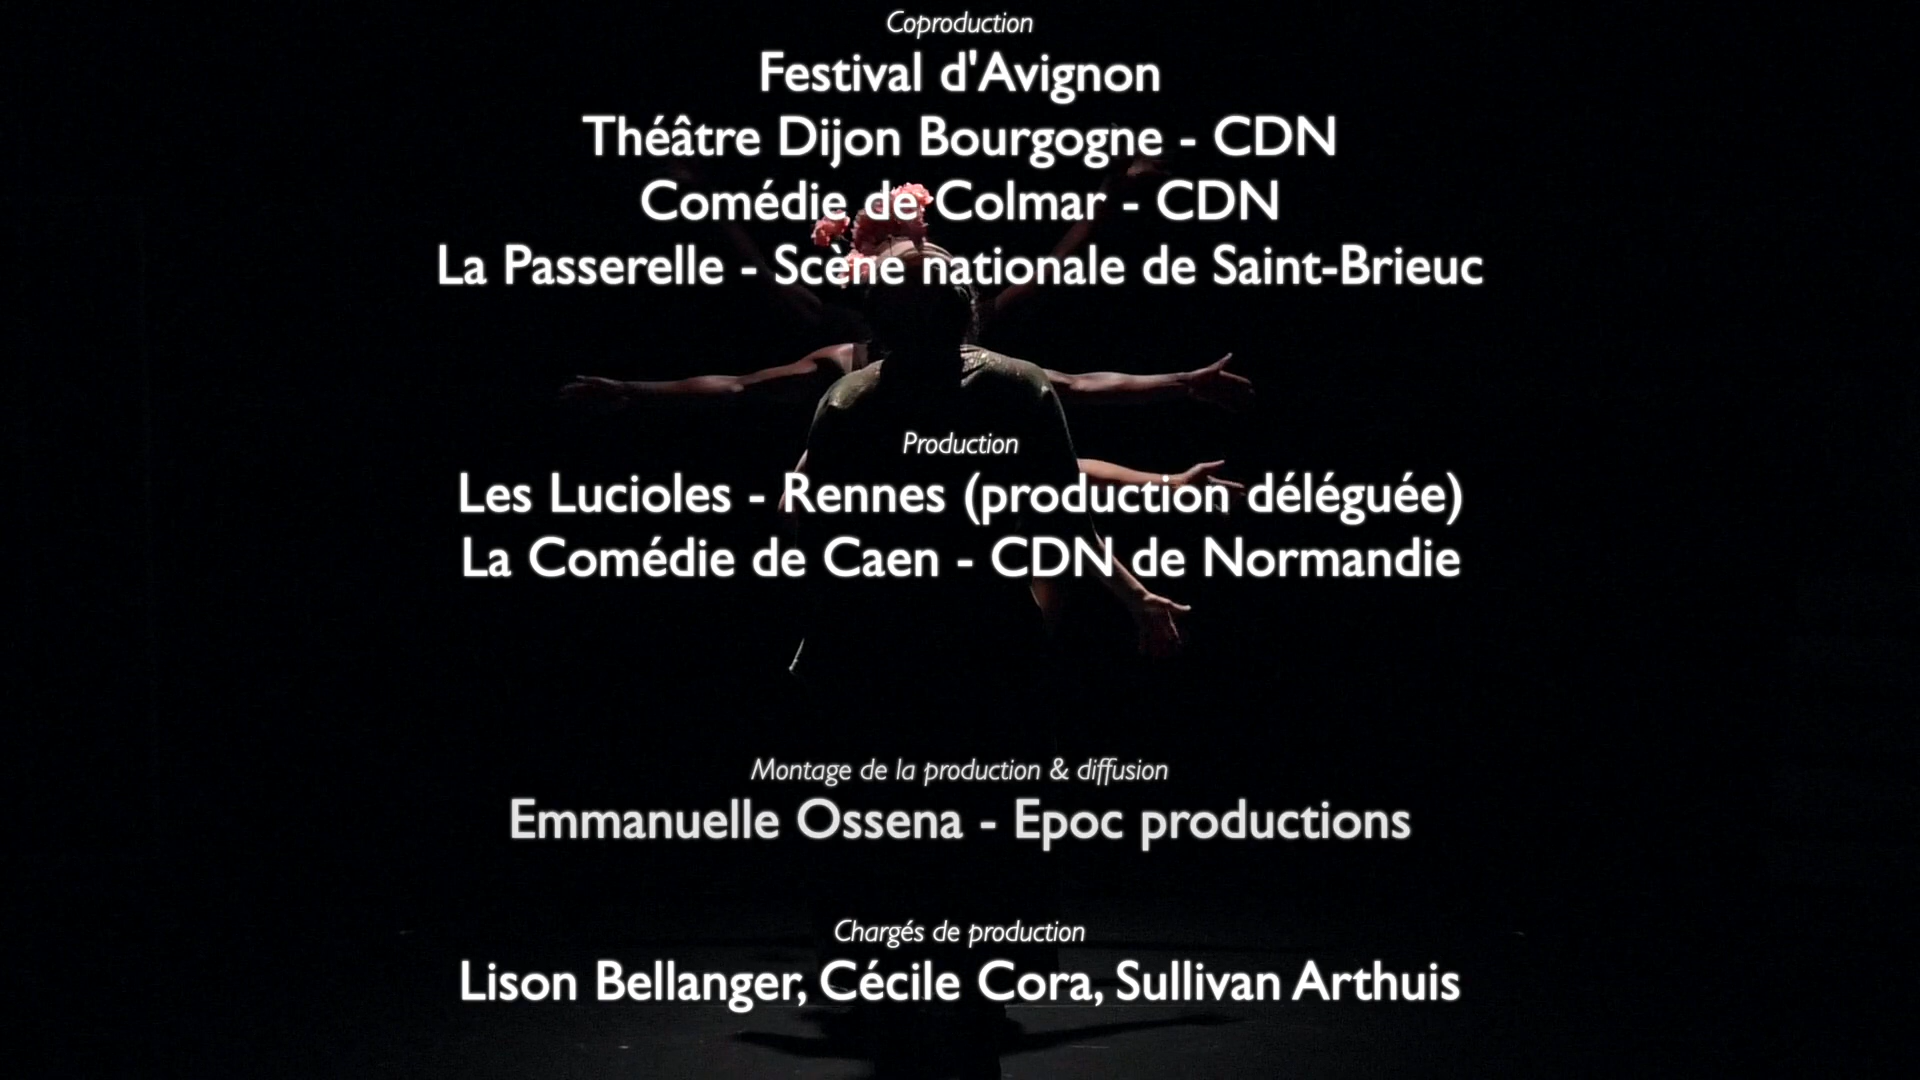 Coproduction
Festival d'Avignon
Théâtre Dijon Bourgogne - CDN
Comédie de Colmar - CDN
La Passerelle - Scène nationale de Saint-Brieuc
Production
Les Lucioles - Rennes (production déléguée)
La Comédie de Caen - CDN de Normandie
Montage de la production & diffusion
Emmanuelle Ossena - Epoc productions
Chargés de production
Lison Bellanger, Cécile Cora, Sullivan Arthuis